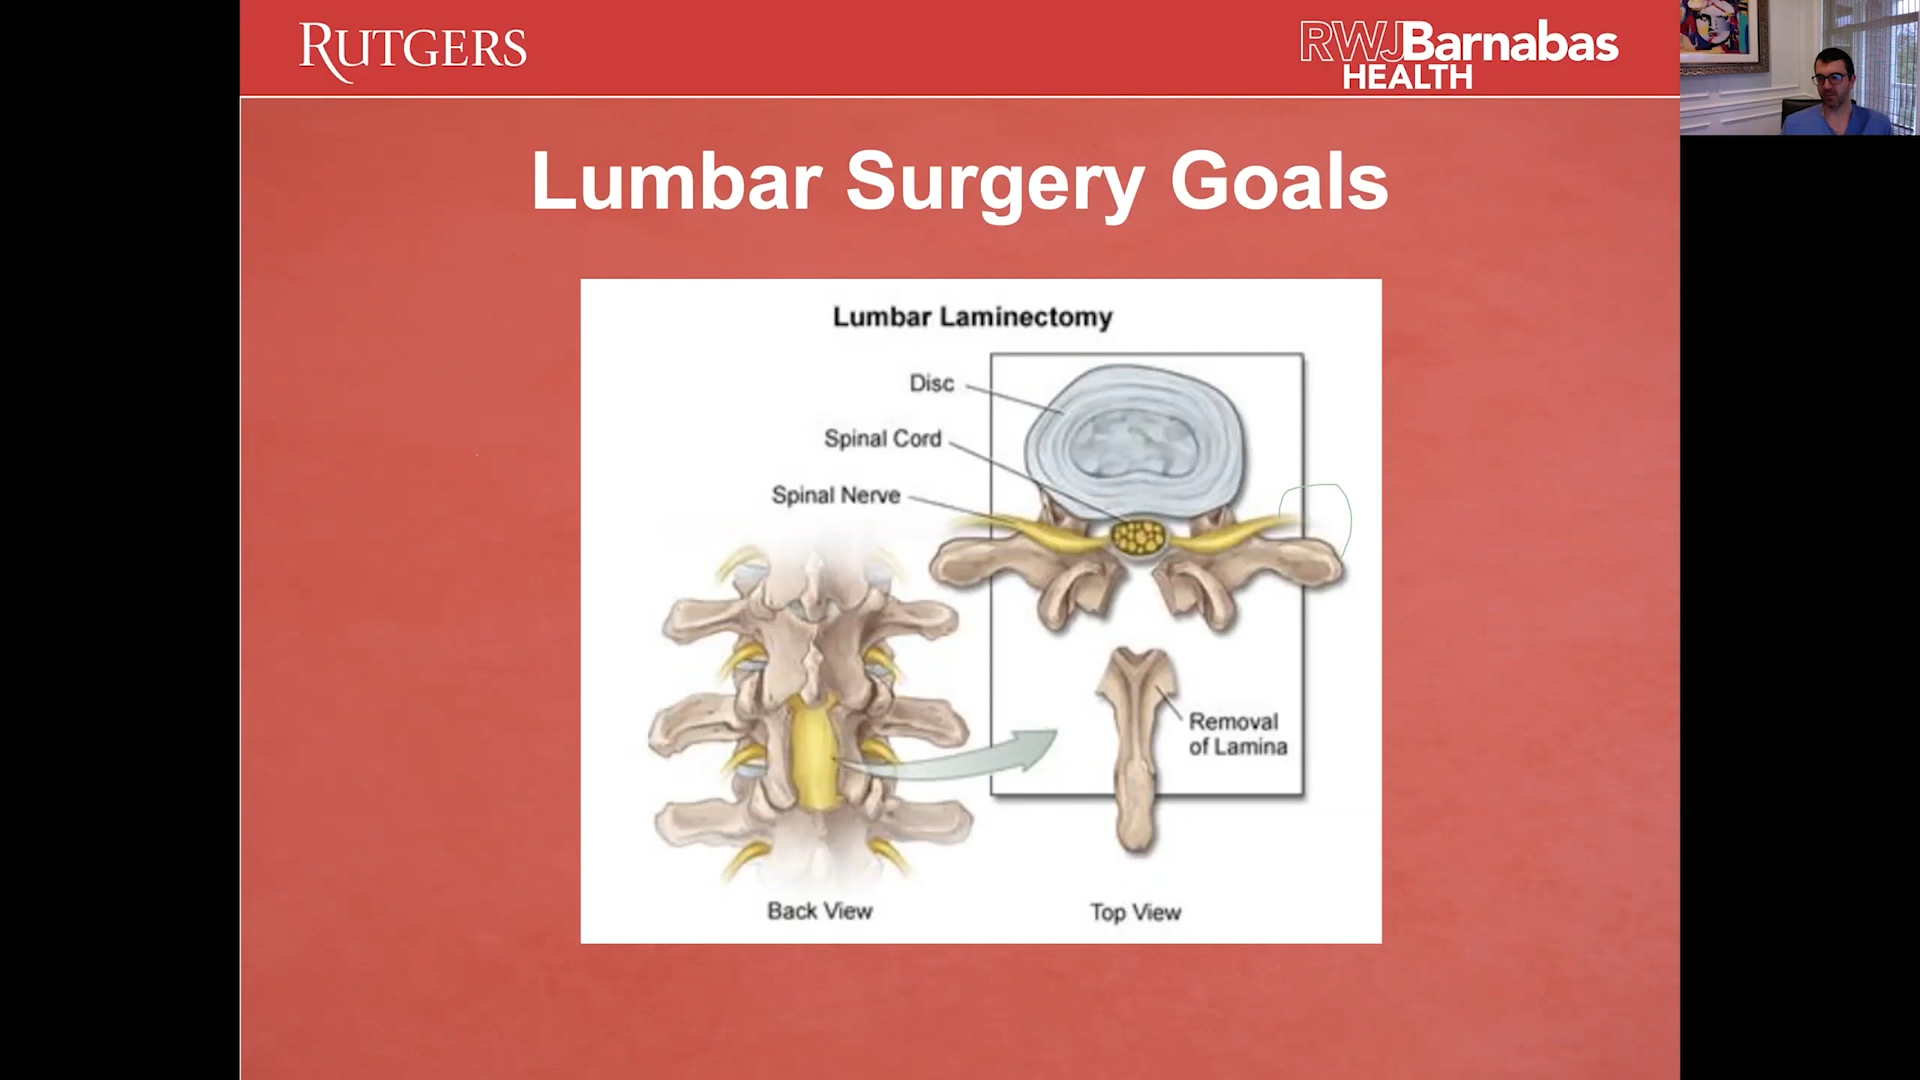 RUTGERS
RWJBarnabas
HEALTH
Lumbar Surgery Goals
Lumbar Laminectomy
Disc
Spinal Cord
Spinal Nerve
Removal
of Lamina
Back View
Top View